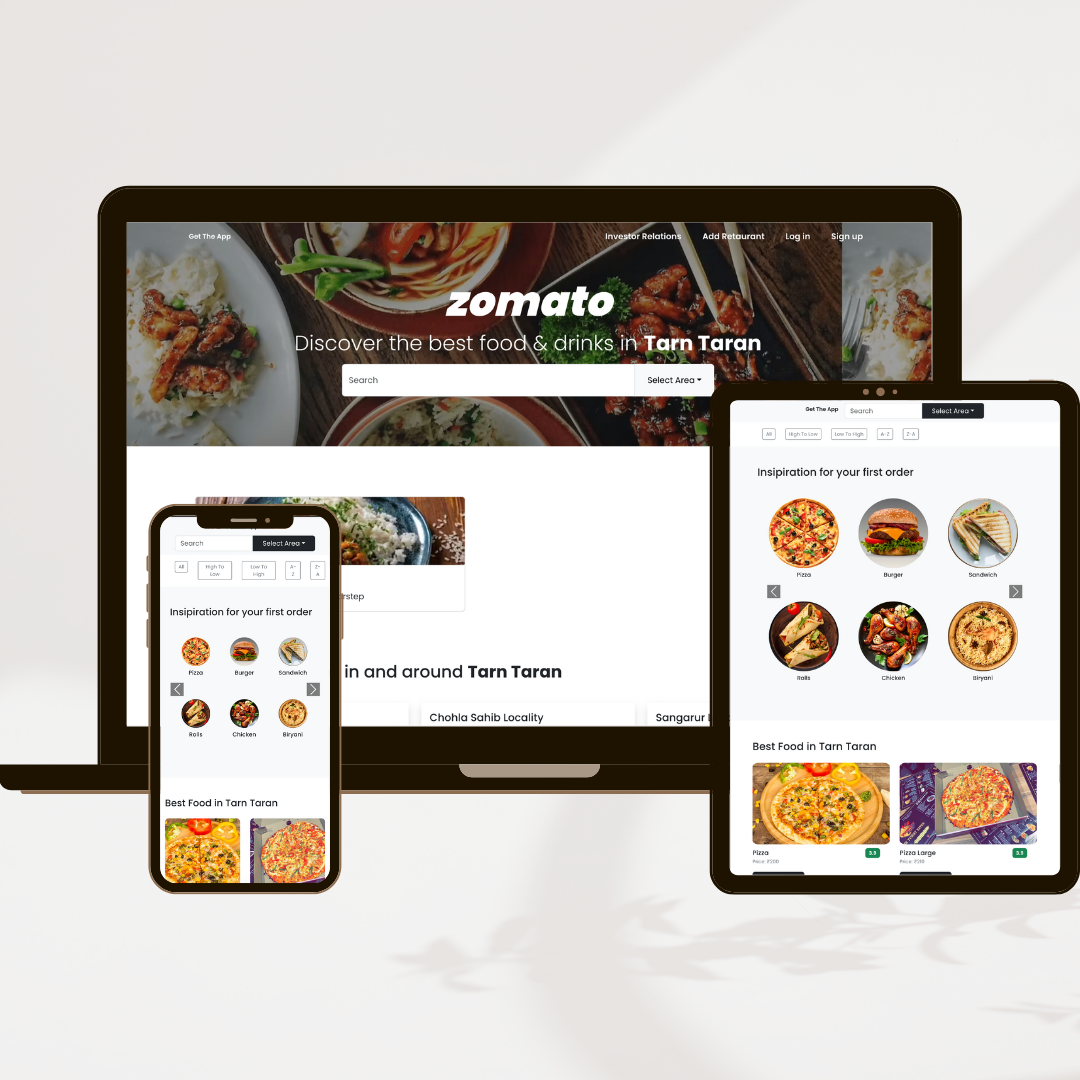 Get The App
Investor Relations
Add Retaurant
Log in
Sign up
zomato
Discover the best food & drinks in Tarn Taran
Search
Select Area
rstep
in and around Tarn Taran
Chohla Sahib Locality
Sangarur
Search
Select Area
All
High To Low
Low To High
A-Z
Z-A
Insipiration for your first order
Pizza
Burger
Sandwich
Rolls
Chicken
Biryani
Best Food in Tarn Taran
Get The App
Search
Select Area
All
High To Low
Low To High
A-Z
Z-A
Insipiration for your first order
Pizza
Burger
Sandwich
Rolls
Chicken
Biryani
Best Food in Tarn Taran
Pizza
3.9
Price: ₹200
Pizza Large
Price: ₹210